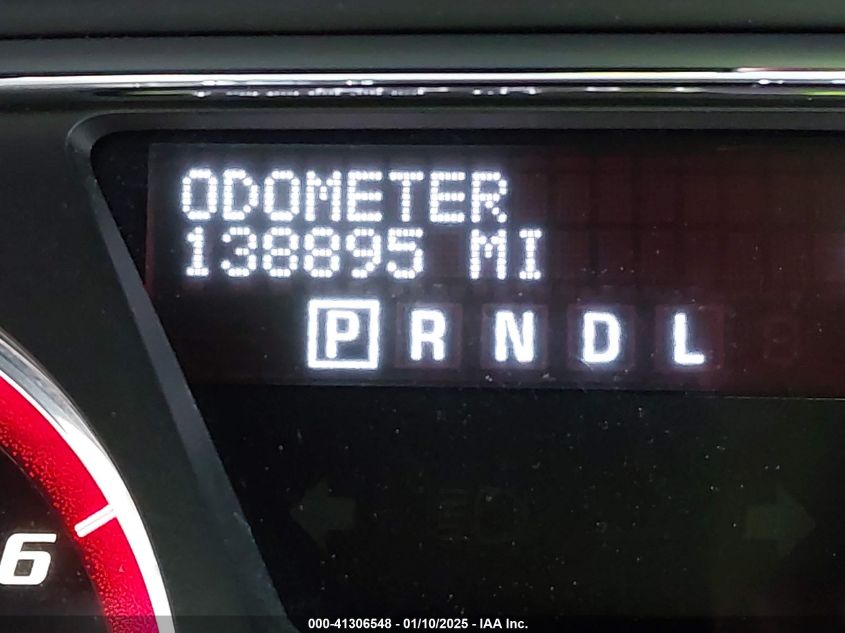 ODOMETER
138895 MI
P R N D L
6
000-41306548 - 01/10/2025 - IAA Inc.